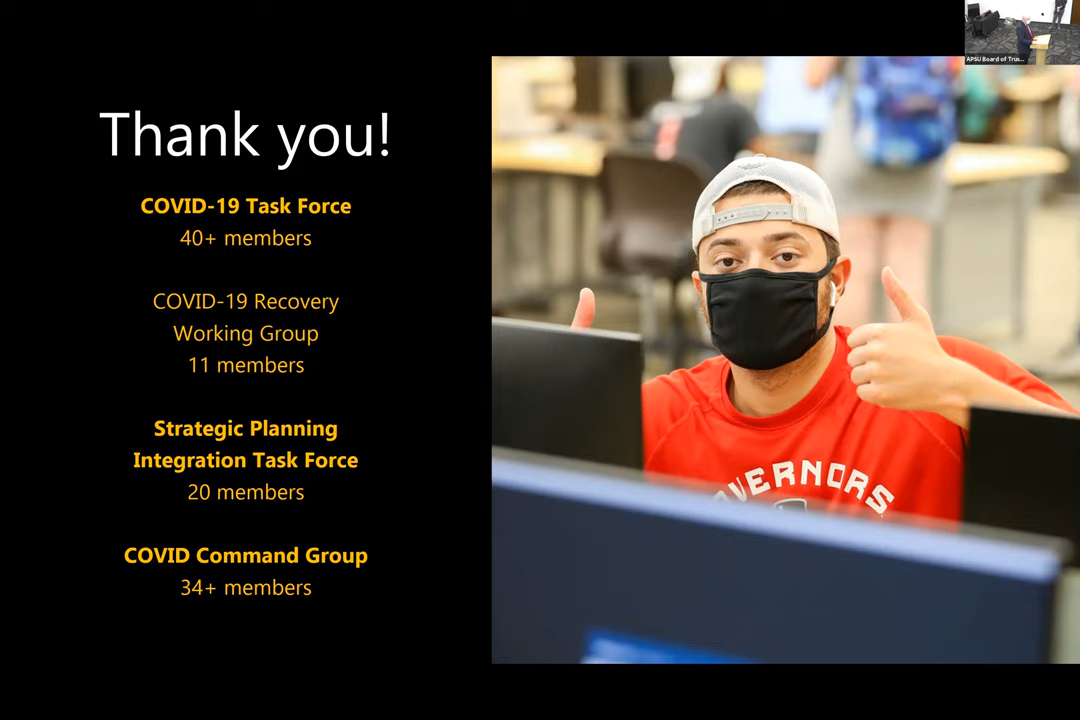 APSU Board of Trus...
Thank you!
COVID-19 Task Force
40+ members
COVID-19 Recovery
Working Group
11 members
Strategic Planning
Integration Task Force
20 members
COVID Command Group
34+ members
VERNORS